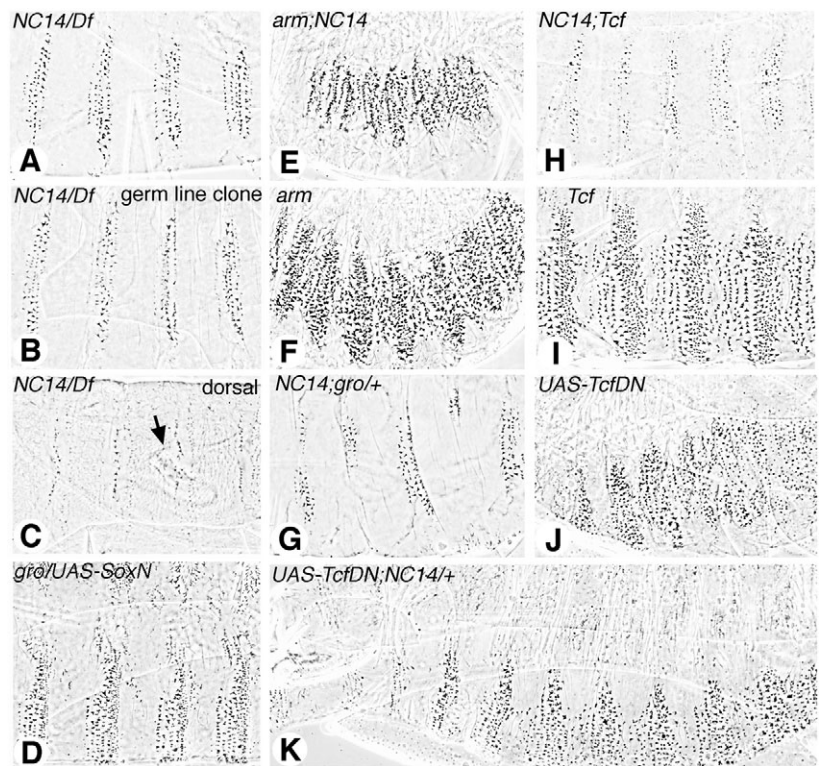 NC14/Df
A
NC14/Df germ line clone
B
NC14/Df dorsal
C
gro/UAS-SoxN
D
arm;NC14
E
arm
F
NC14;gro/+
G
NC14;Tcf
H
Tcf
I
UAS-TcfDN
J
UAS-TcfDN;NC14/+
K